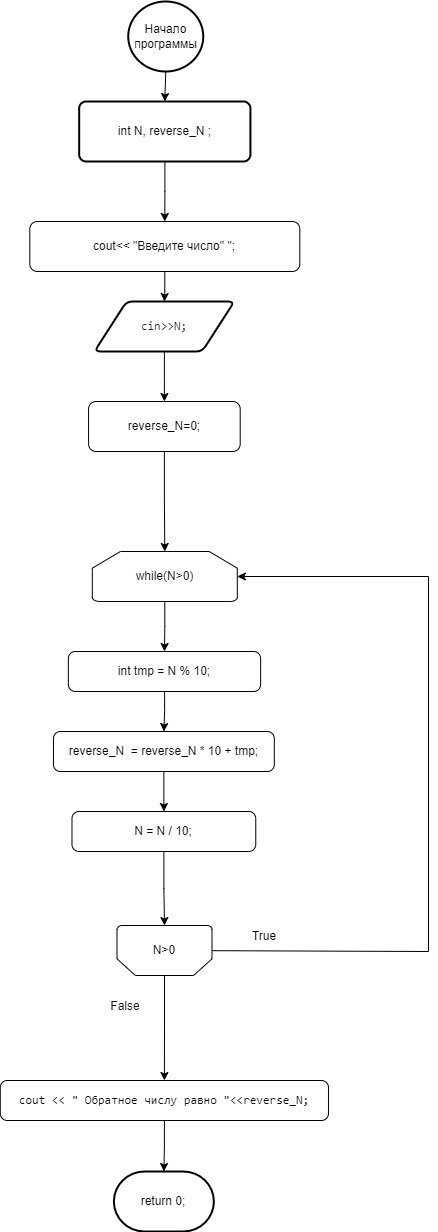 Начало
программы
int N, reverse_N ;
cout<< "Введите число" ";
cin>>N;
reverse_N=0;
while(N>0)
int tmp = N % 10;
reverse_N  = reverse_N * 10 + tmp;
N = N / 10;
N>0
True
False
cout << " Обратное числу равно "<<reverse_N;
return 0;